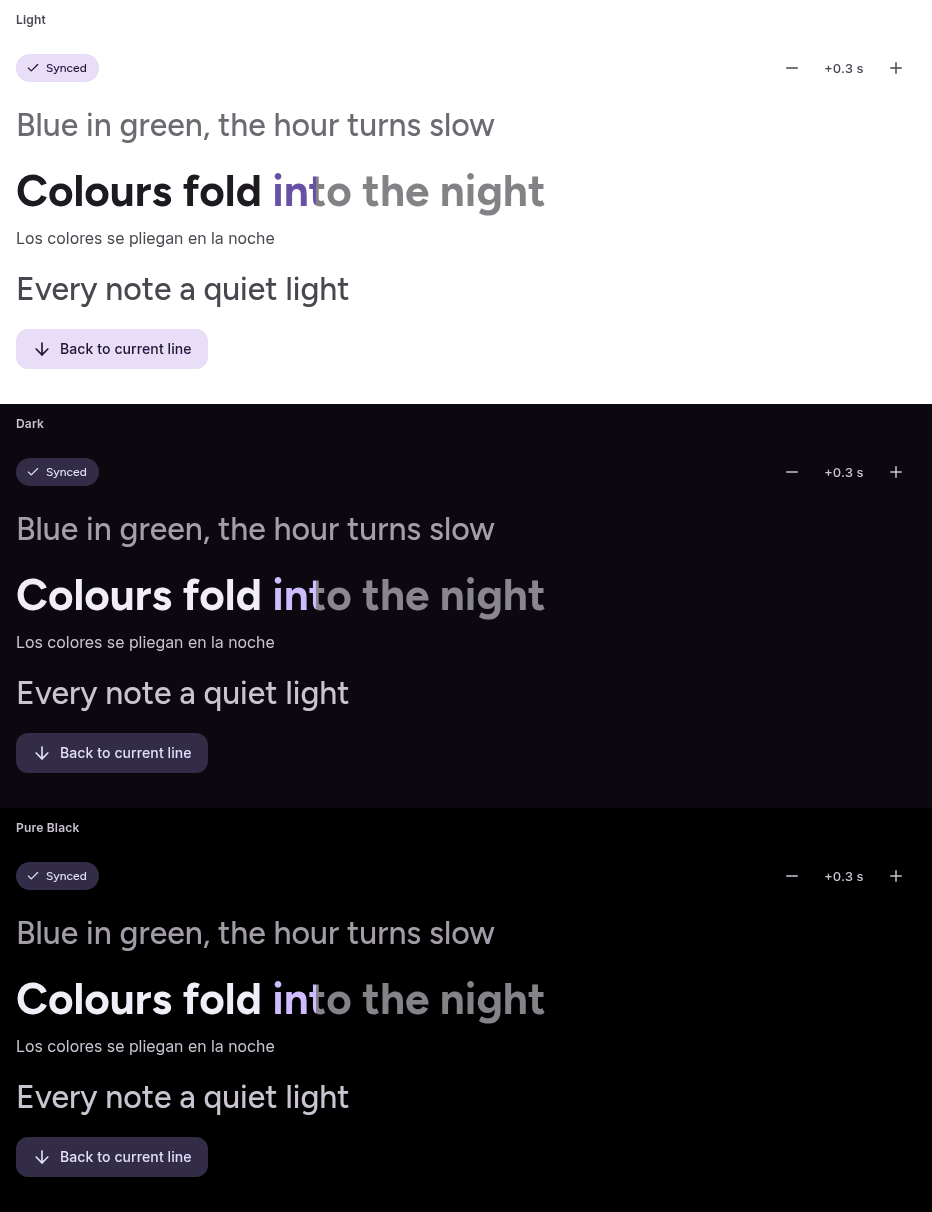 Light
Synced
+0.3 s
Blue in green, the hour turns slow
Colours fold into the night
Los colores se pliegan en la noche
Every note a quiet light
Back to current line
Dark
Synced
+0.3 s
Blue in green, the hour turns slow
Colours fold into the night
Los colores se pliegan en la noche
Every note a quiet light
Back to current line
Pure Black
Synced
+0.3 s
Blue in green, the hour turns slow
Colours fold into the night
Los colores se pliegan en la noche
Every note a quiet light
Back to current line